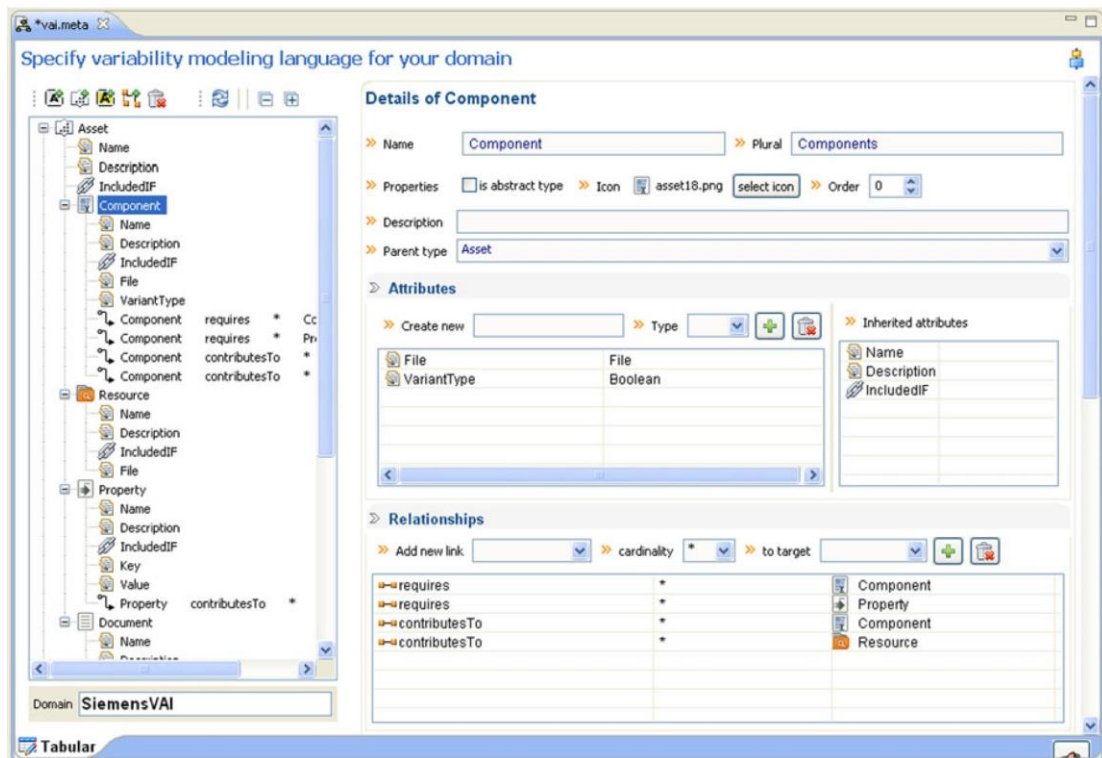 *vai.meta
Specify variability modeling language for your domain
Asset
Name
Description
IncludedIF
Component
Name
Description
IncludedIF
File
VariantType
Component requires *
Component requires *
Component contributesTo *
Component contributesTo *
Resource
Name
Description
IncludedIF
File
Property
Name
Description
IncludedIF
Key
Value
Property contributesTo *
Document
Name
Domain SiemensVAI
Tabular
Details of Component
Name Component Plural Components
Properties is abstract type Icon asset18.png select icon Order 0
Description
Parent type Asset
Attributes
Create new Type
File File
VariantType Boolean
Inherited attributes
Name
Description
IncludedIF
Relationships
Add new link cardinality * to target
requires * Component
requires * Property
contributesTo * Component
contributesTo * Resource